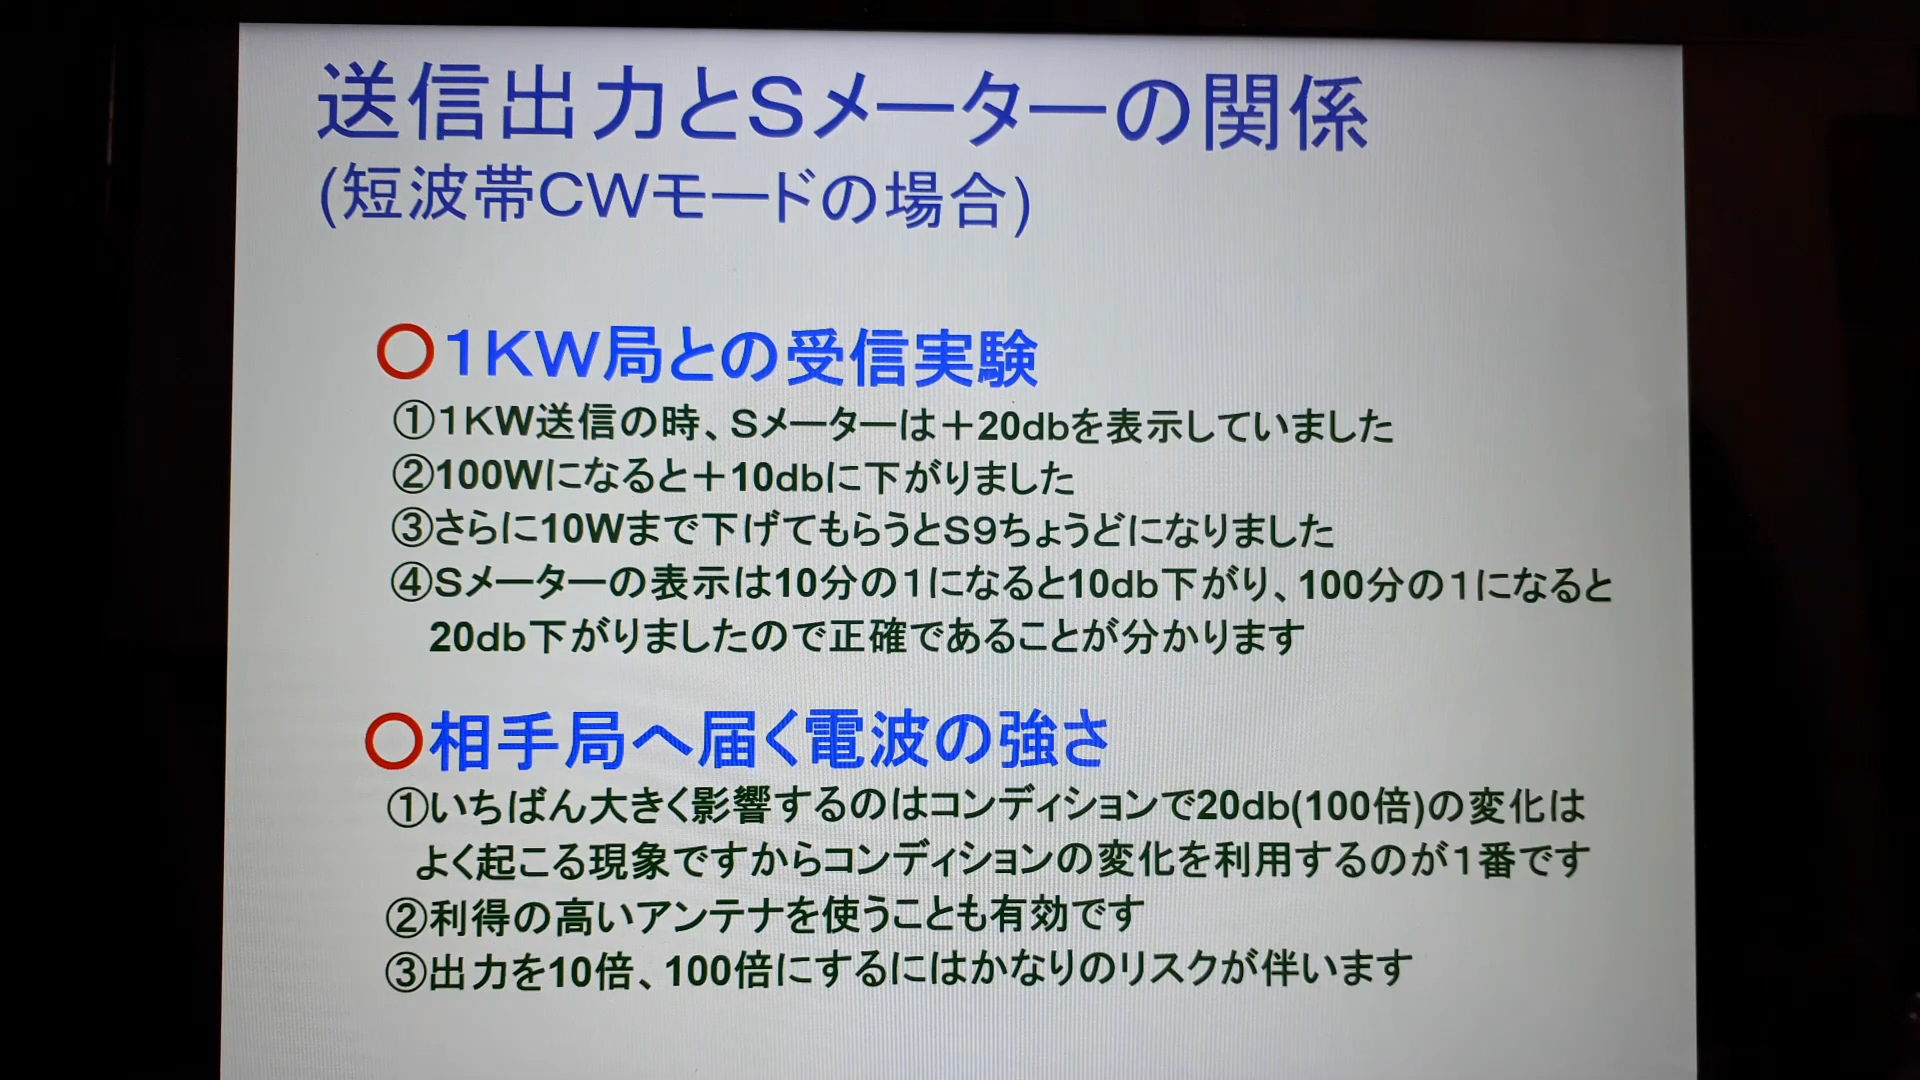 送信出力とSメーターの関係
(短波帯CWモードの場合)
〇1KW局との受信実験
①1KW送信の時、Sメーターは+20dbを表示していました
②100Wになると+10dbに下がりました
③さらに10Wまで下げてもらうとS9ちょうどになりました
④Sメーターの表示は10分の1になると10db下がり、100分の1になると
20db下がりましたので正確であることが分かります
〇相手局へ届く電波の強さ
①いちばん大きく影響するのはコンディションで20db(100倍)の変化は
よく起こる現象ですからコンディションの変化を利用するのが1番です
②利得の高いアンテナを使うことも有効です
③出力を10倍、100倍にするにはかなりのリスクが伴います